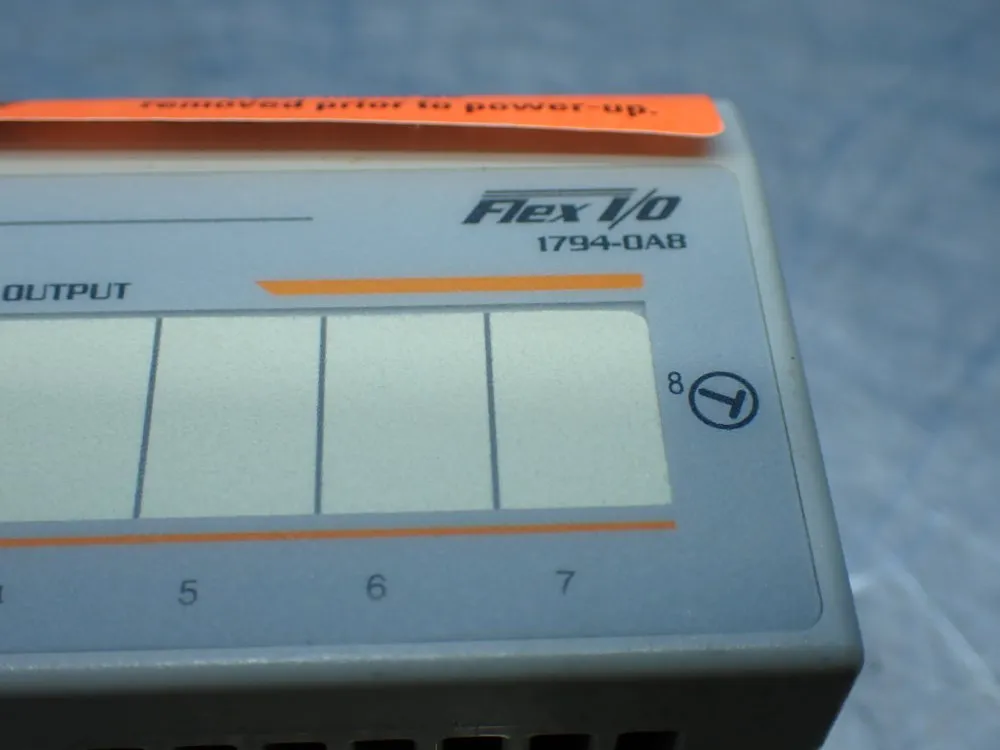 removed prior to power-up.
Flex I/O
1794-OA8
OUTPUT
8
5 6 7